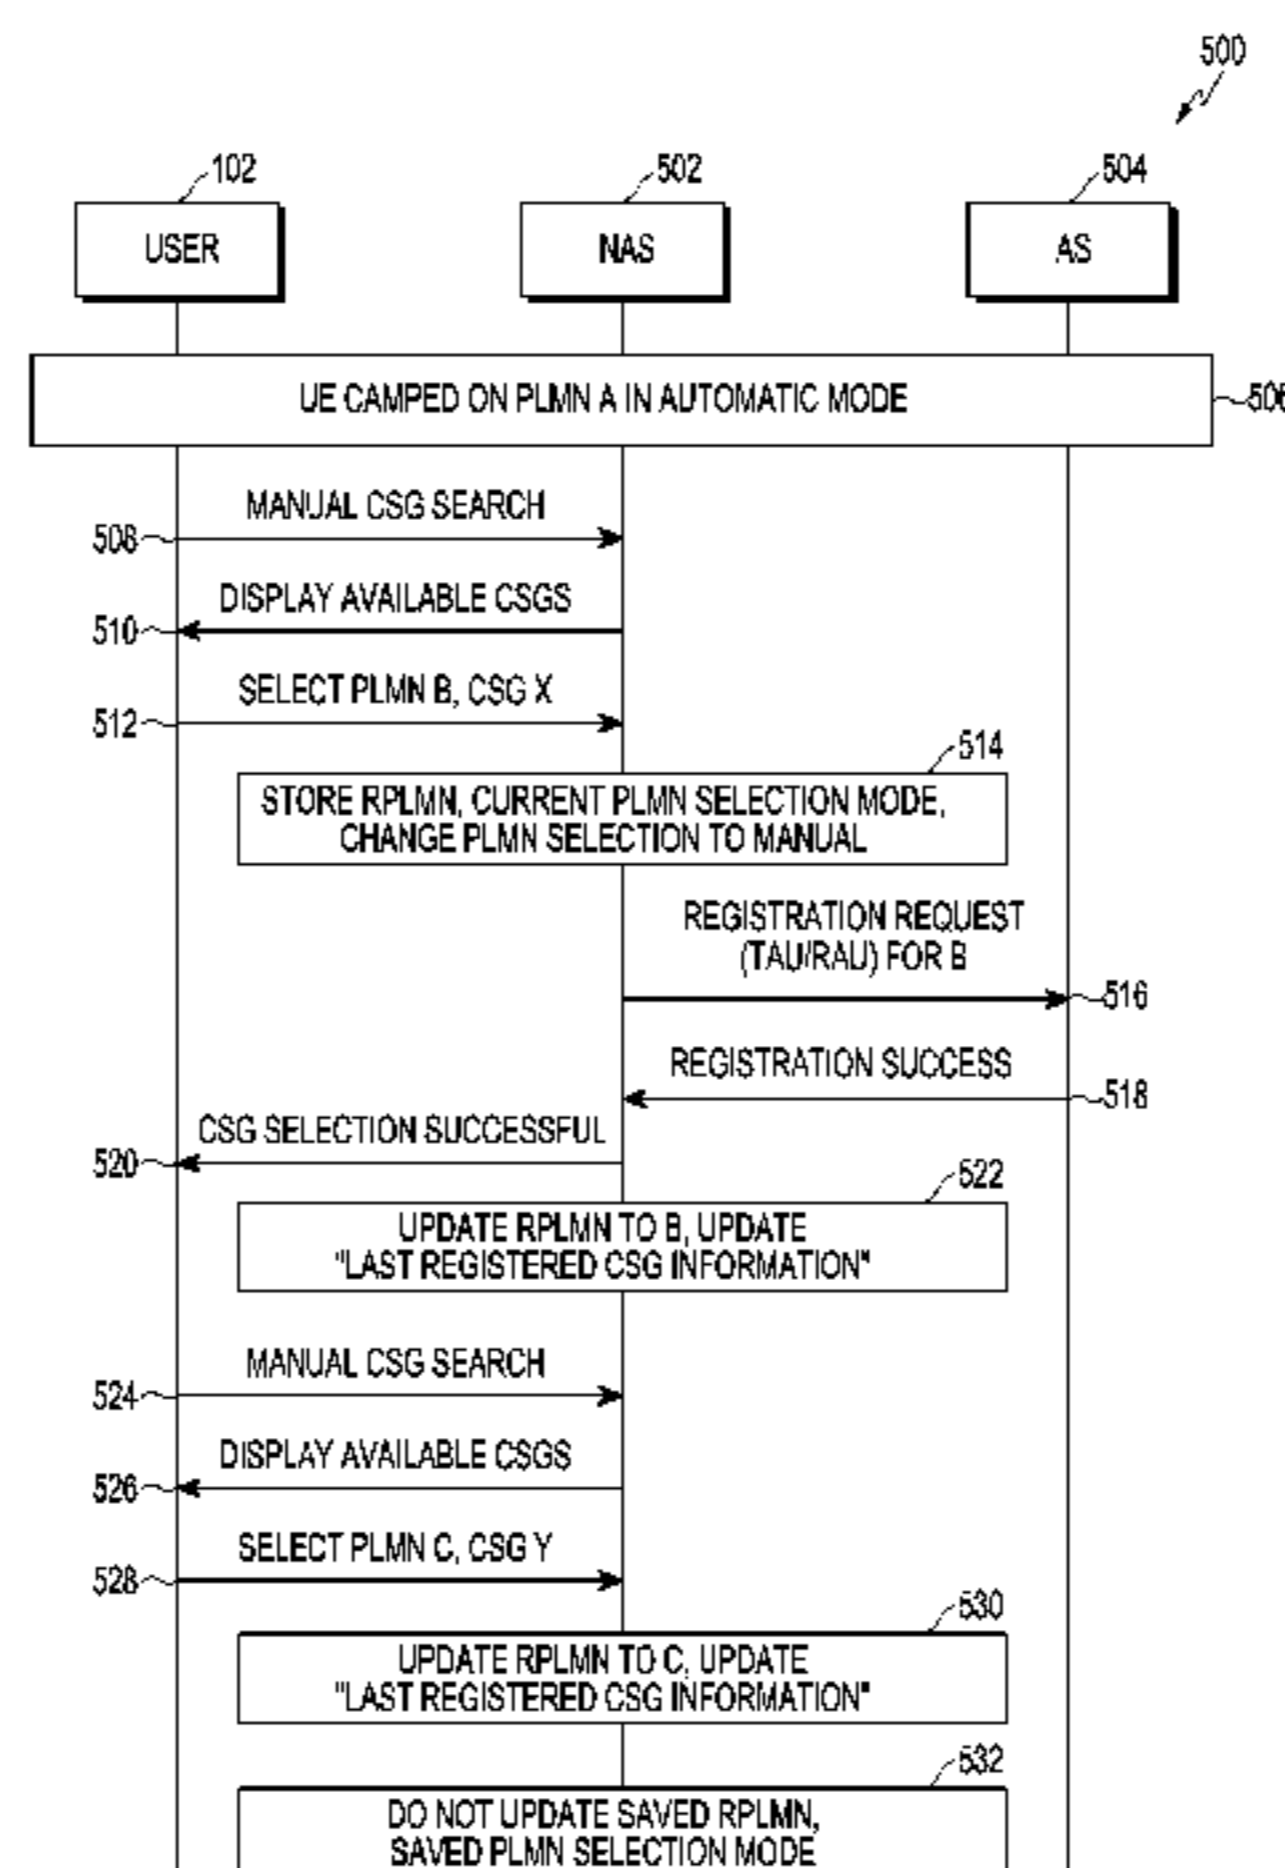 500
102
502
504
USER
NAS
AS
UE CAMPED ON PLMN A IN AUTOMATIC MODE
506
MANUAL CSG SEARCH
508
DISPLAY AVAILABLE CSGS
510
SELECT PLMN B, CSG X
512
514
STORE RPLMN, CURRENT PLMN SELECTION MODE,
CHANGE PLMN SELECTION TO MANUAL
REGISTRATION REQUEST
(TAU/RAU) FOR B
516
REGISTRATION SUCCESS
518
CSG SELECTION SUCCESSFUL
520
522
UPDATE RPLMN TO B, UPDATE
"LAST REGISTERED CSG INFORMATION"
MANUAL CSG SEARCH
524
DISPLAY AVAILABLE CSGS
526
SELECT PLMN C, CSG Y
528
530
UPDATE RPLMN TO C, UPDATE
"LAST REGISTERED CSG INFORMATION"
532
DO NOT UPDATE SAVED RPLMN,
SAVED PLMN SELECTION MODE